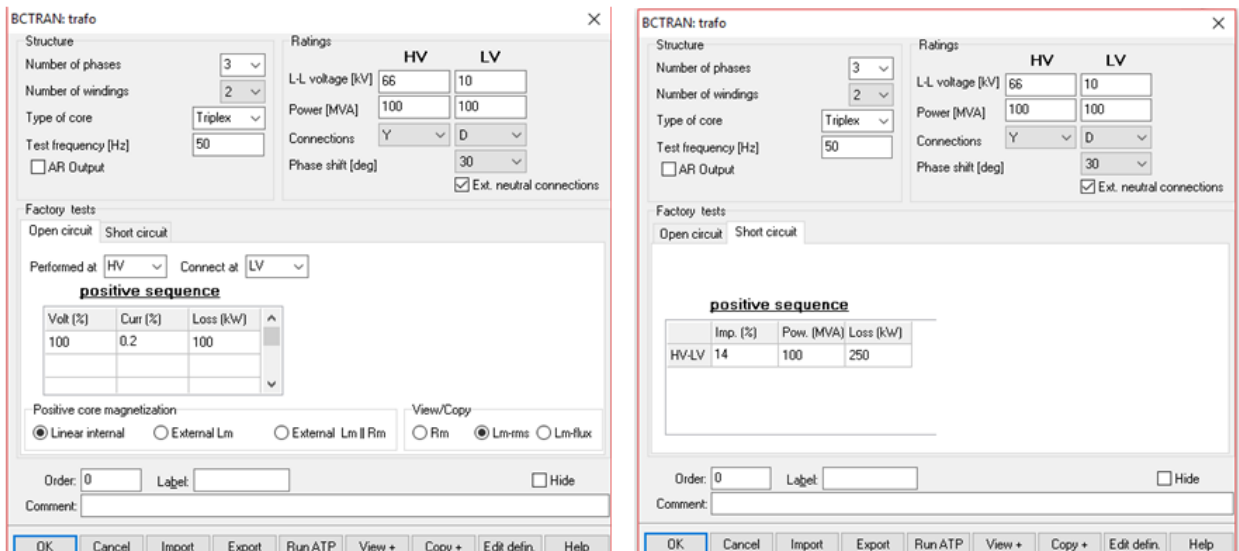 BCTRAN: trafo
Structure
Number of phases 3
Number of windings 2
Type of core Triplex
Test frequency [Hz] 50
AR Output
Ratings
HV LV
L-L voltage [kV] 66 10
Power [MVA] 100 100
Connections Y D
Phase shift [deg] 30
Ext. neutral connections
Factory tests
Open circuit Short circuit
Performed at HV Connect at LV
positive sequence
Volt (%) Curr (%) Loss (kW)
100 0.2 100
Positive core magnetization
Linear internal External Lm External Lm || Rm
View/Copy
Rm Lm-rms Lm-flux
Order: 0 Label: Hide
Comment:
OK Cancel Import Export Run ATP View + Copy + Edit defin. Help
BCTRAN: trafo
Structure
Number of phases 3
Number of windings 2
Type of core Triplex
Test frequency [Hz] 50
AR Output
Ratings
HV LV
L-L voltage [kV] 66 10
Power [MVA] 100 100
Connections Y D
Phase shift [deg] 30
Ext. neutral connections
Factory tests
Open circuit Short circuit
positive sequence
Imp. (%) Pow. (MVA) Loss (kW)
HV-LV 14 100 250
Order: 0 Label: Hide
Comment:
OK Cancel Import Export Run ATP View + Copy + Edit defin. Help